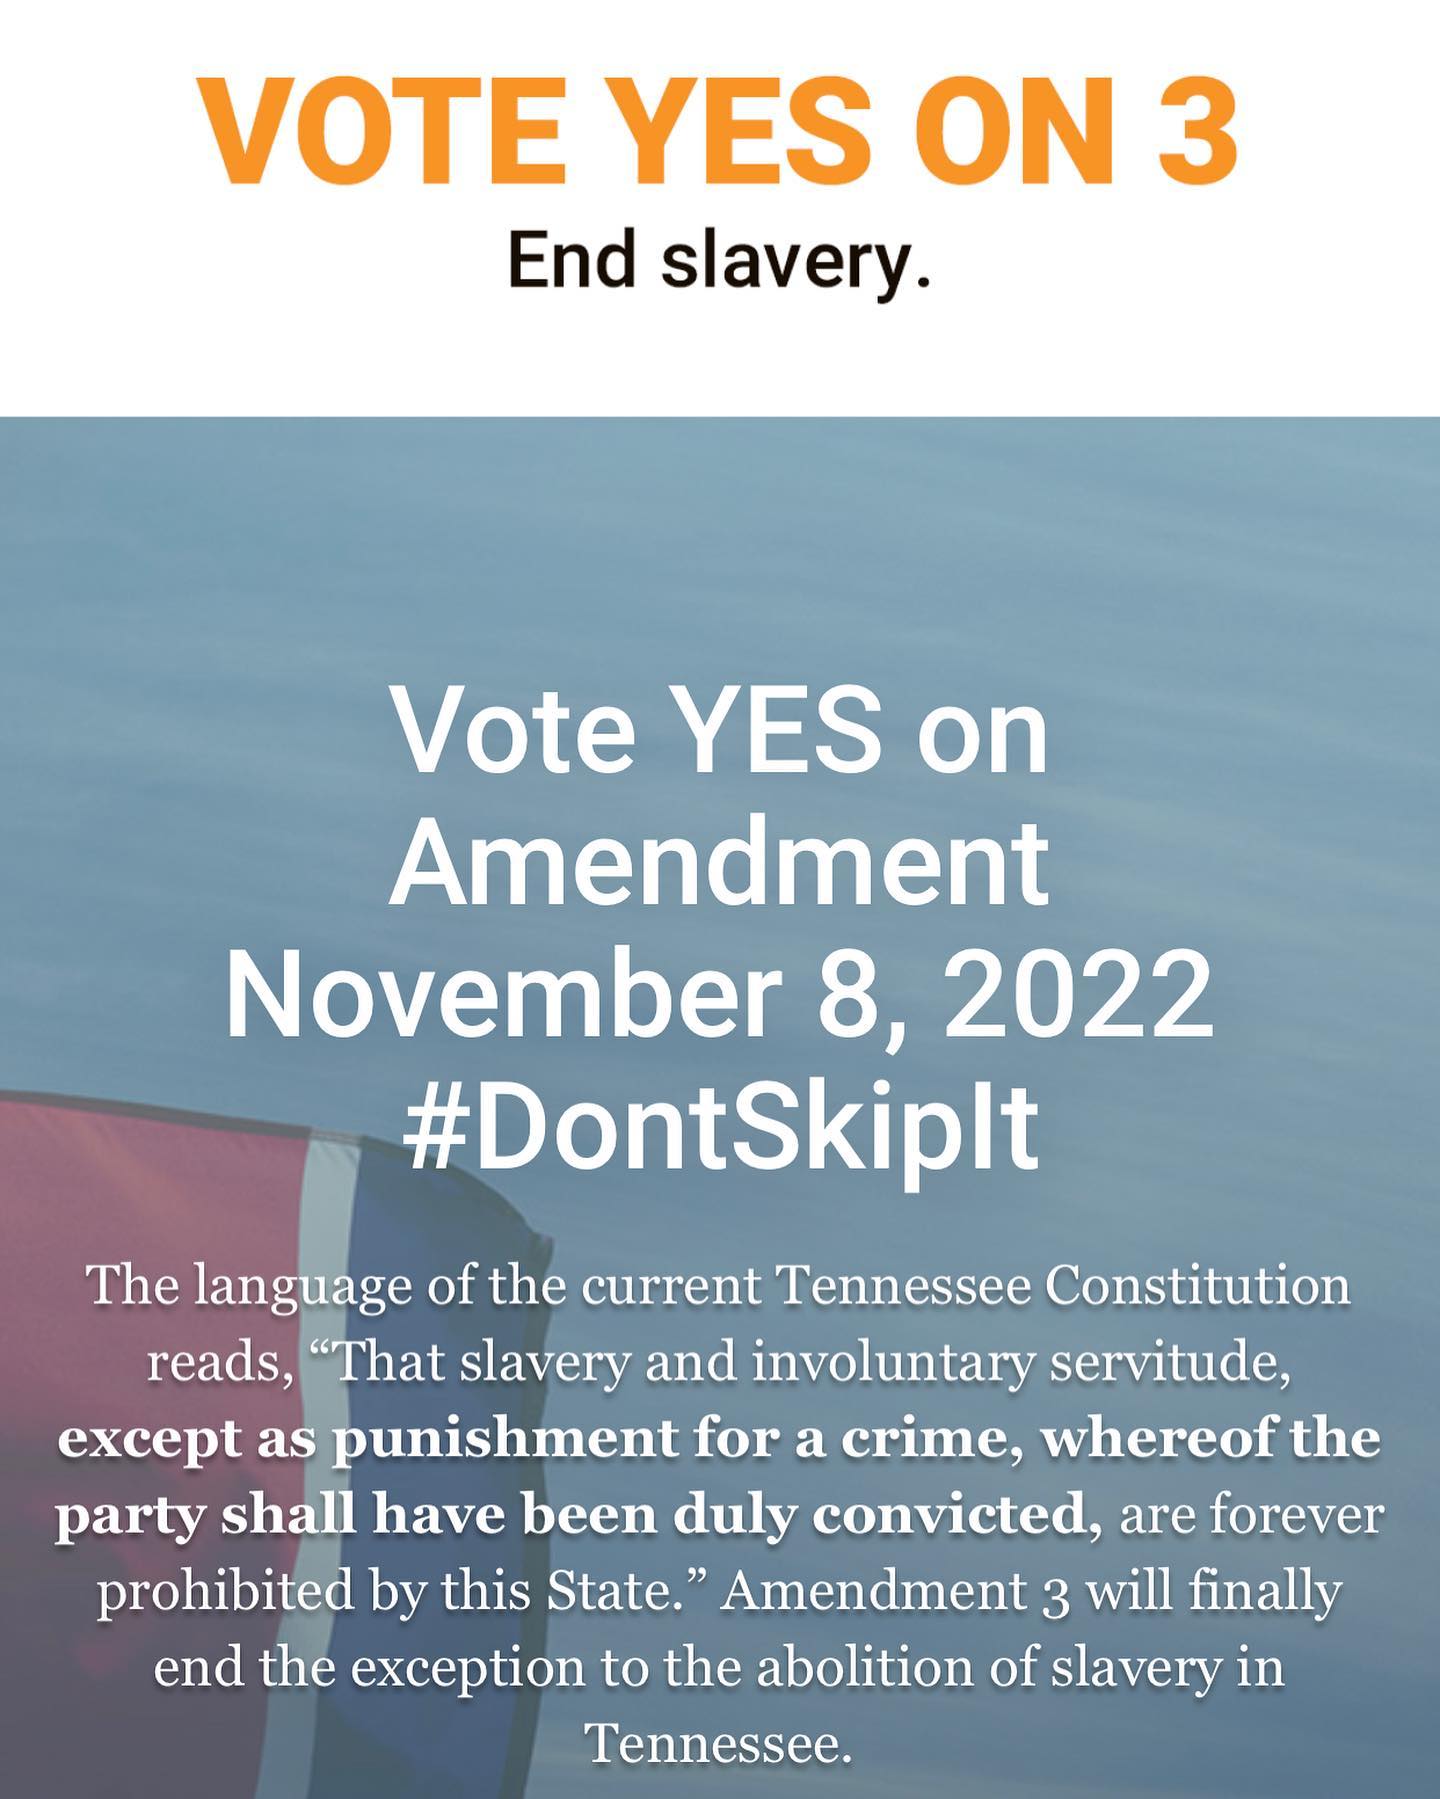 VOTE YES ON 3
End slavery.
Vote YES on
Amendment
November 8, 2022
#DontSkipIt
The language of the current Tennessee Constitution
reads, “That slavery and involuntary servitude,
except as punishment for a crime, whereof the
party shall have been duly convicted, are forever
prohibited by this State.” Amendment 3 will finally
end the exception to the abolition of slavery in
Tennessee.